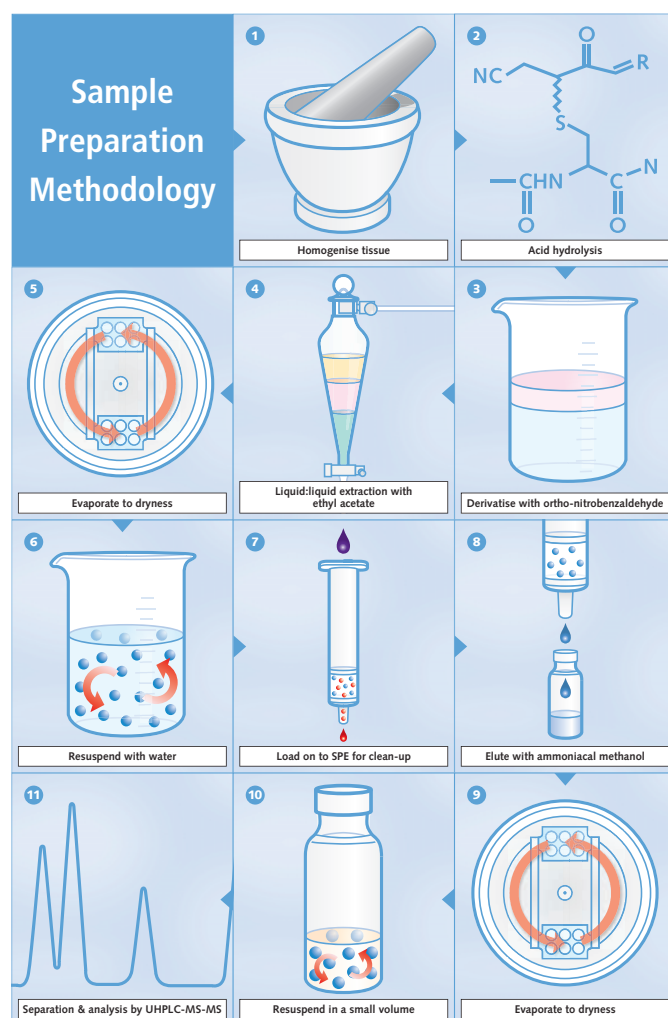 Sample
Preparation
Methodology
1
Homogenise tissue
2
O
NC
R
S
CHN
C
N
O
O
Acid hydrolysis
3
Derivatise with ortho-nitrobenzaldehyde
4
Liquid:liquid extraction with
ethyl acetate
5
Evaporate to dryness
6
Resuspend with water
7
Load on to SPE for clean-up
8
Elute with ammoniacal methanol
9
Evaporate to dryness
10
Resuspend in a small volume
11
Separation & analysis by UHPLC-MS-MS